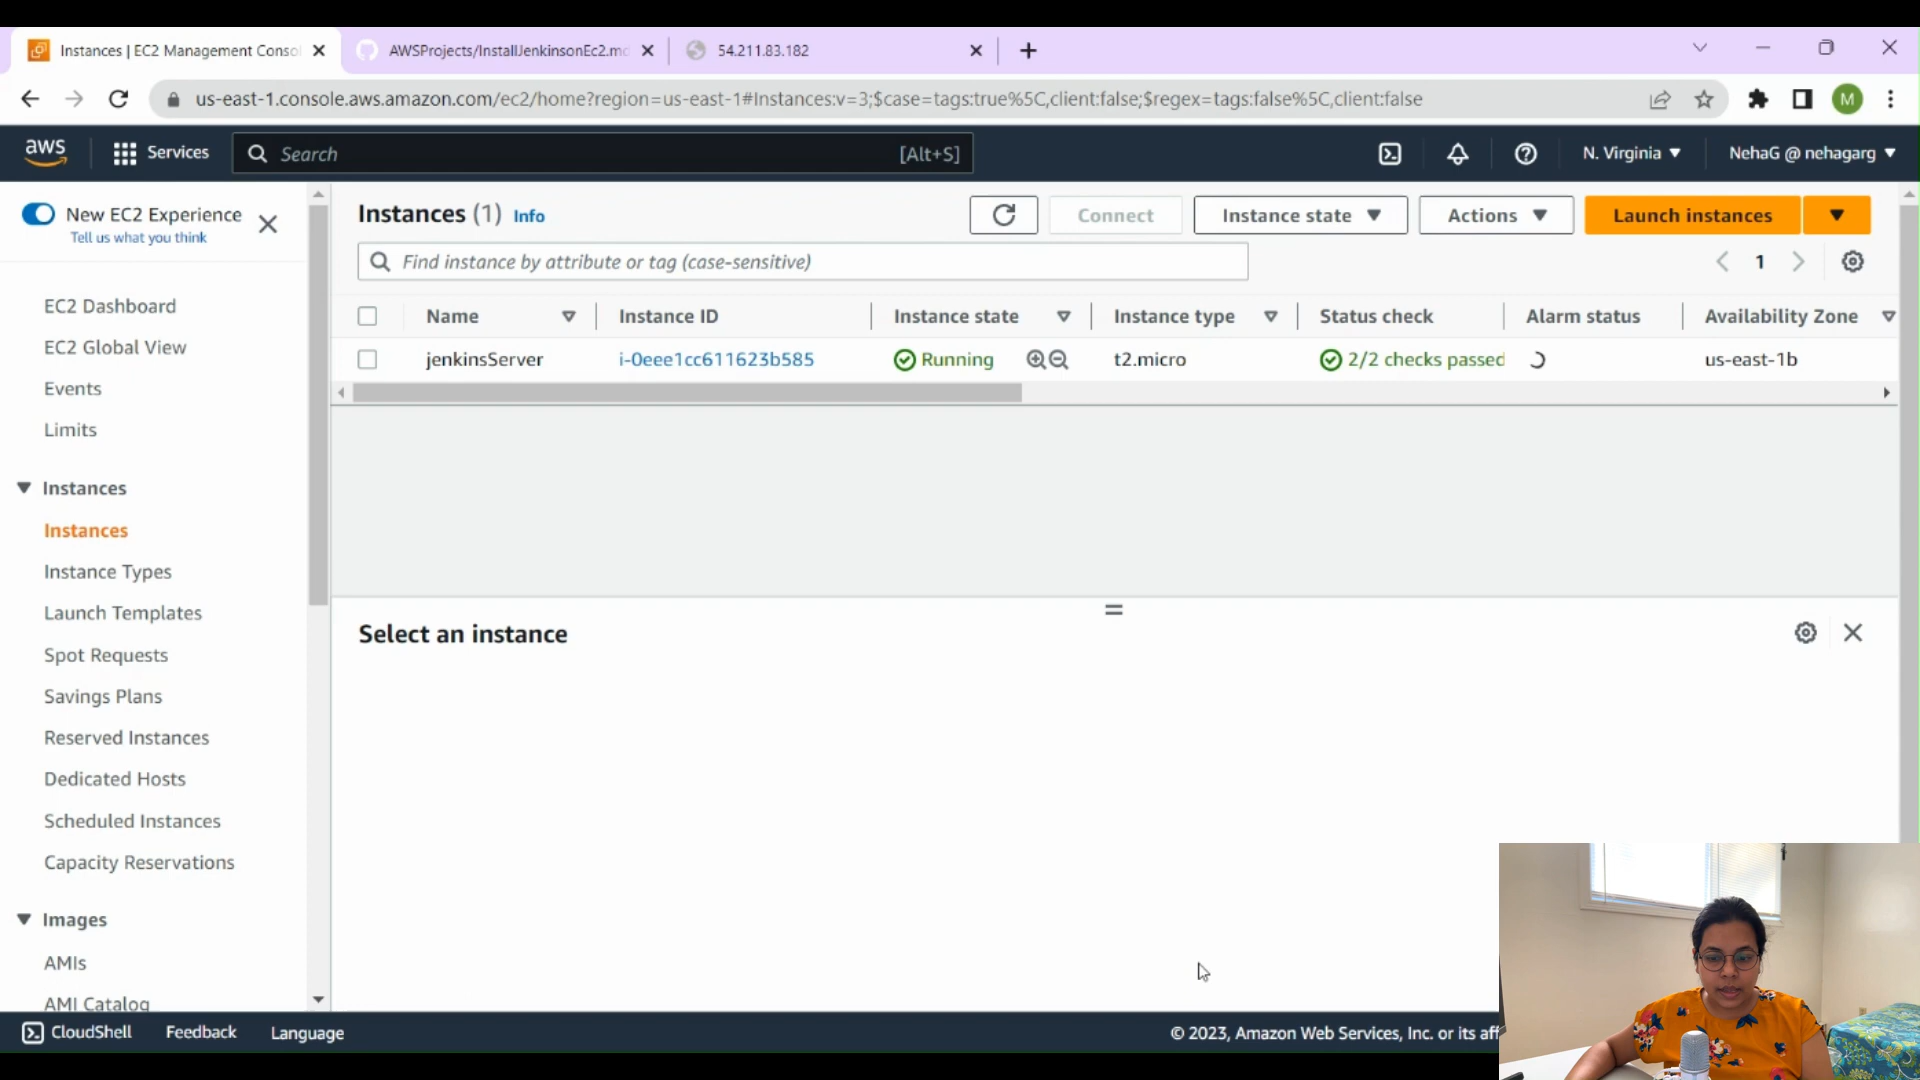 Instances | EC2 Management Consol
AWSProjects/InstallJenkinsonEc2.md
54.211.83.182
us-east-1.console.aws.amazon.com/ec2/home?region=us-east-1#Instances:v=3;$case=tags:true%5C,client:false;$regex=tags:false%5C,client:false
M
aws
Services
Search
[Alt+S]
N. Virginia
NehaG @ nehagarg
New EC2 Experience
Tell us what you think
EC2 Dashboard
EC2 Global View
Events
Limits
Instances
Instances
Instance Types
Launch Templates
Spot Requests
Savings Plans
Reserved Instances
Dedicated Hosts
Scheduled Instances
Capacity Reservations
Images
AMIs
AMI Catalog
Instances (1) Info
Connect
Instance state
Actions
Launch instances
Find instance by attribute or tag (case-sensitive)
1
Name Instance ID Instance state Instance type Status check Alarm status Availability Zone
jenkinsServer i-0eee1cc611623b585 Running t2.micro 2/2 checks passed us-east-1b
Select an instance
CloudShell Feedback Language
© 2023, Amazon Web Services, Inc. or its aff